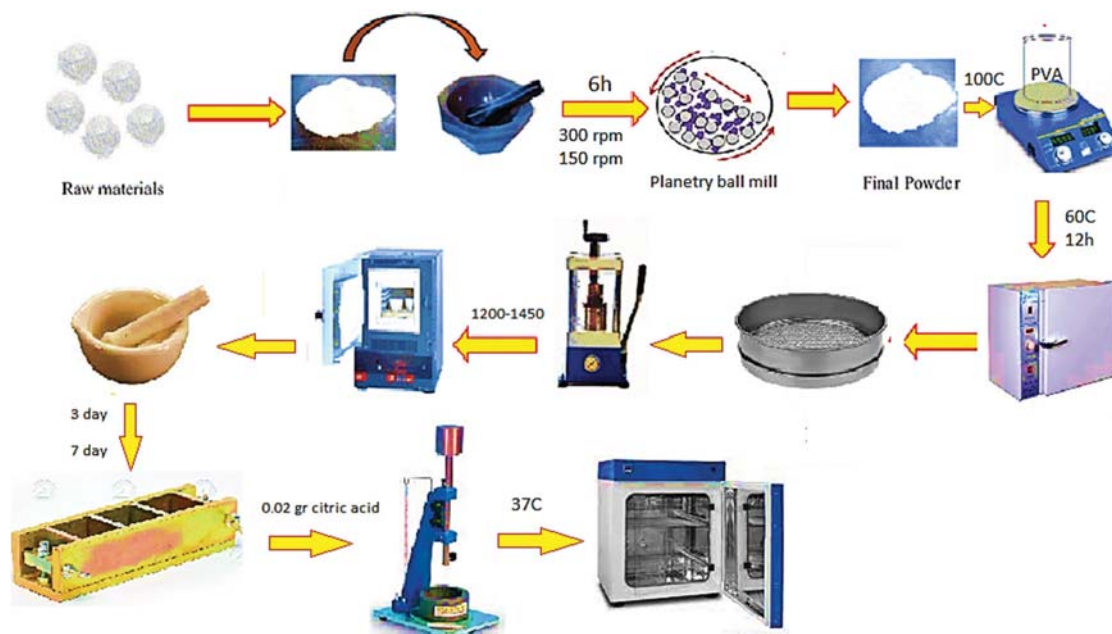 6h
300 rpm
150 rpm
100C
PVA
Raw materials
Planetry ball mill
Final Powder
60C
12h
1200-1450
3 day
7 day
0.02 gr citric acid
37C